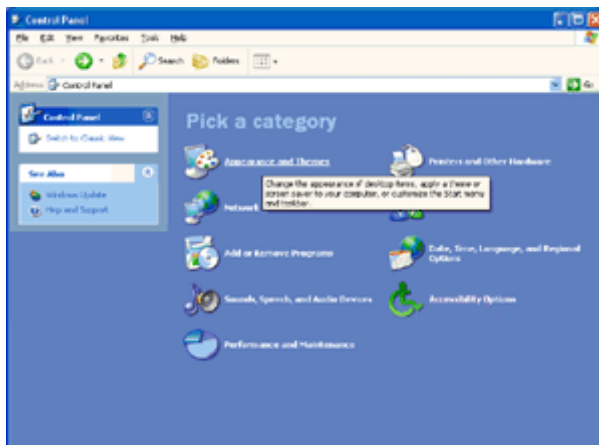 Control Panel
File Edit View Favorites Tools Help
Back Search Folders
Address Control Panel Go
Control Panel
Switch to Classic View
See Also
Windows Update
Help and Support
Pick a category
Appearance and Themes
Printers and Other Hardware
Change the appearance of desktop items, apply a theme or
screen saver to your computer, or customize the Start menu
and taskbar.
Network
Add or Remove Programs
Date, Time, Language, and Regional
Options
Sounds, Speech, and Audio Devices
Accessibility Options
Performance and Maintenance